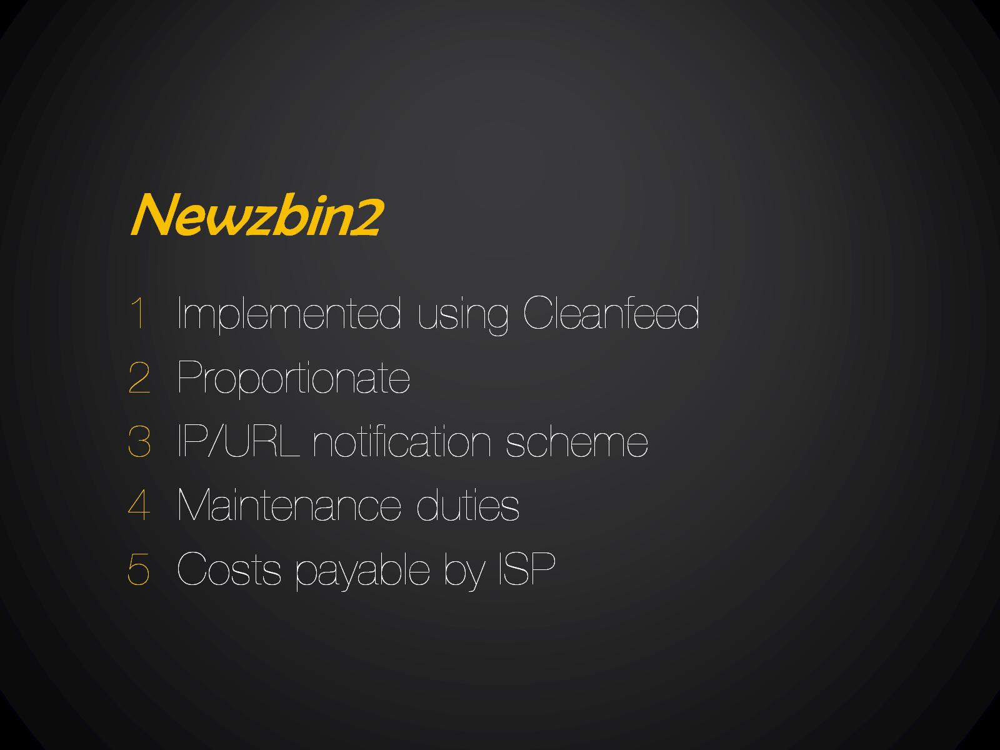 Newzbin2
1 Implemented using Cleanfeed
2 Proportionate
3 IP/URL notification scheme
4 Maintenance duties
5 Costs payable by ISP